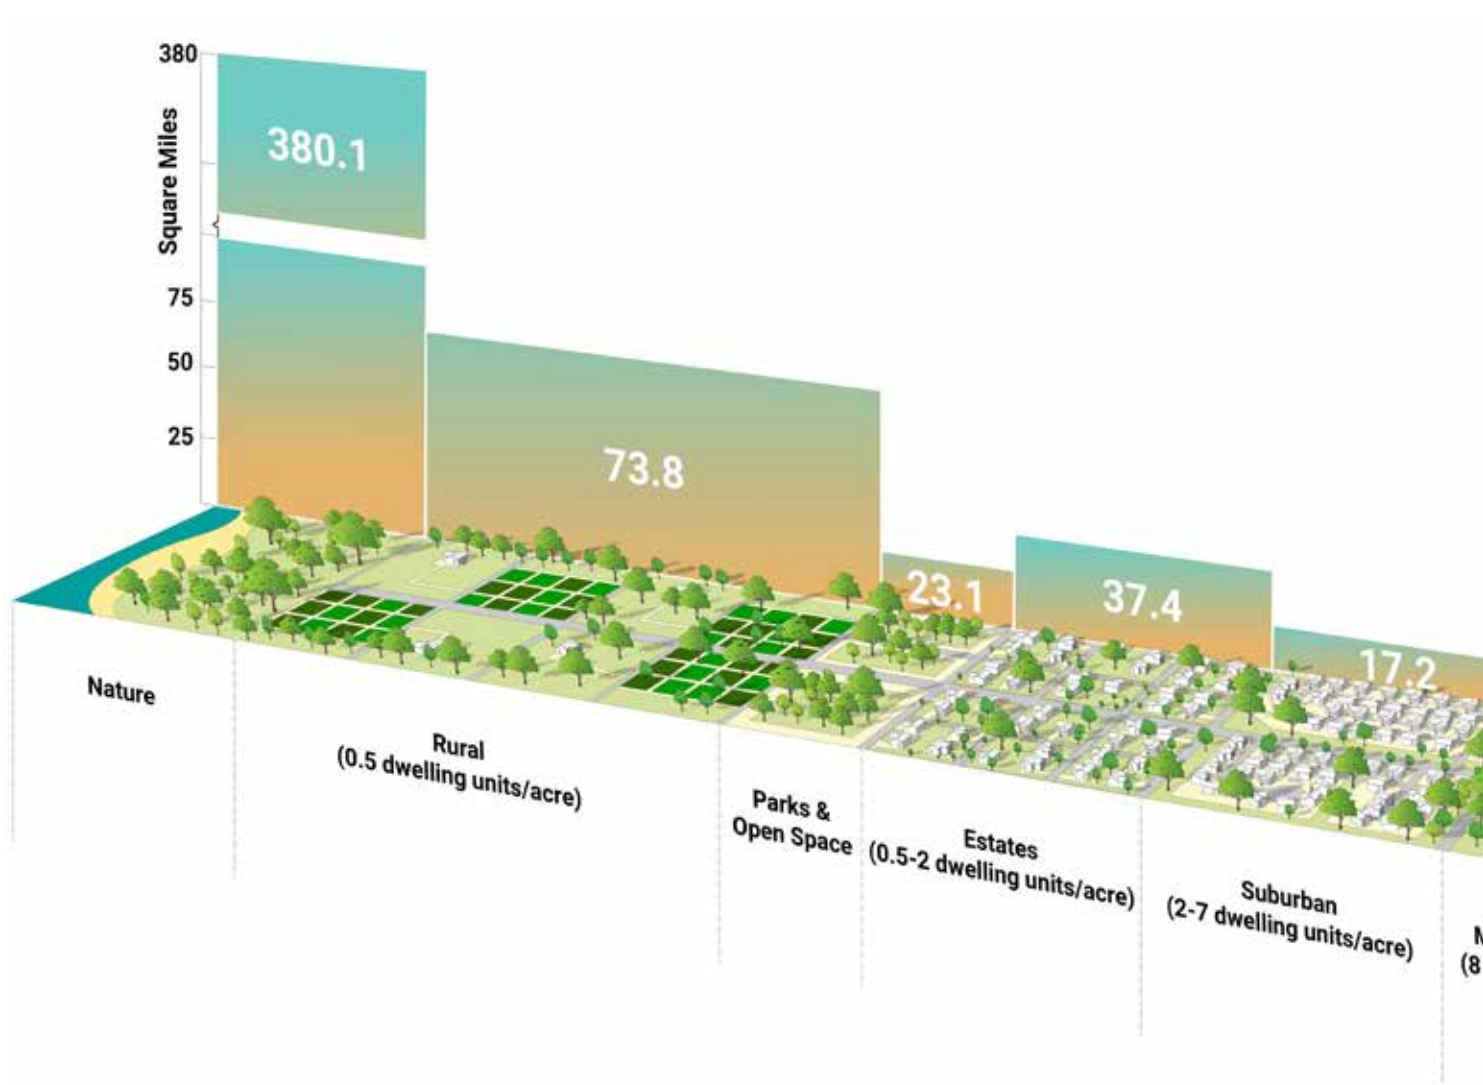 380
Square Miles
75
50
25
380.1
73.8
23.1
37.4
17.2
Nature
Rural
(0.5 dwelling units/acre)
Parks &
Open Space
Estates
(0.5-2 dwelling units/acre)
Suburban
(2-7 dwelling units/acre)
(8